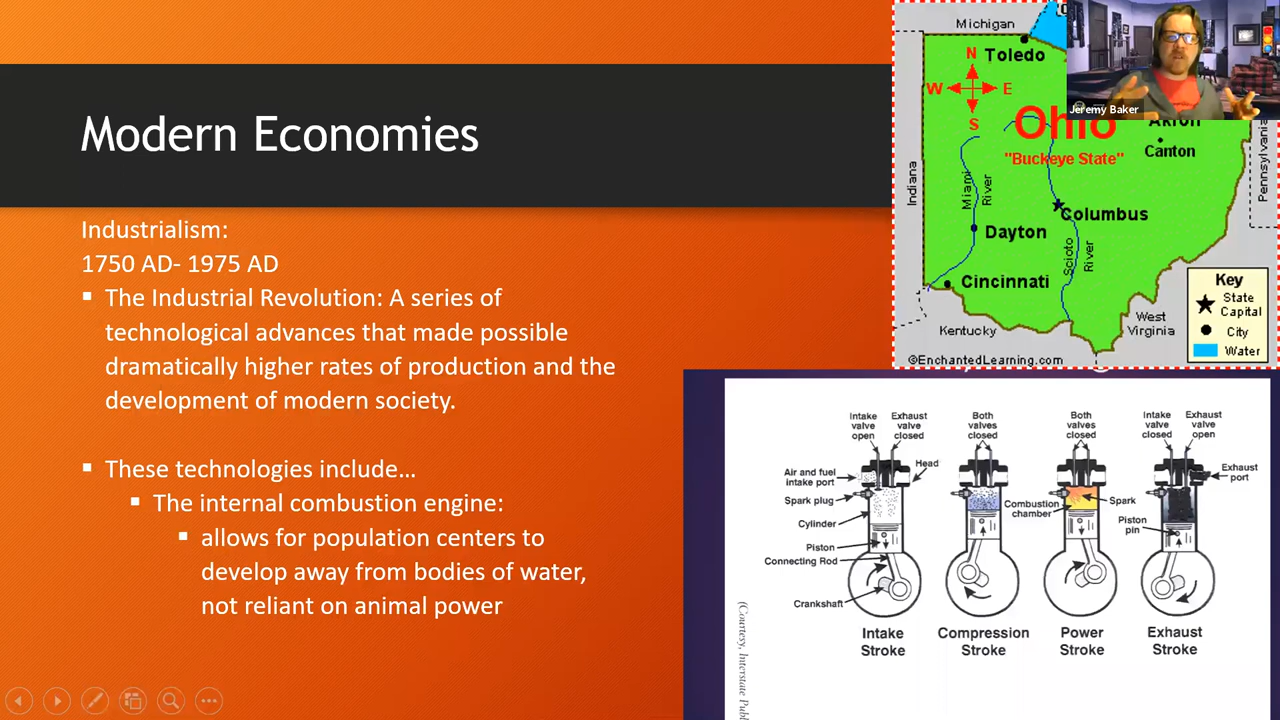 Modern Economies
Industrialism:
1750 AD- 1975 AD
The Industrial Revolution: A series of
technological advances that made possible
dramatically higher rates of production and the
development of modern society.
These technologies include...
The internal combustion engine:
allows for population centers to
develop away from bodies of water,
not reliant on animal power
Michigan
Toledo
N
W E
S
Jeremy Baker
Ohio
"Buckeye State"
Akron
Canton
Indiana
Pennsylvania
Miami
River
Columbus
Dayton
Scioto
River
Cincinnati
Kentucky
West
Virginia
Key
State
Capital
City
Water
©EnchantedLearning.com
Intake
valve
open
Exhaust
valve
closed
Both
valves
closed
Both
valves
closed
Intake
valve
closed
Exhaust
valve
open
Air and fuel
intake port
Head
Spark plug
Cylinder
Piston
Connecting Rod
Crankshaft
Combustion
chamber
Spark
Exhaust
port
Piston
pin
Intake
Stroke
Compression
Stroke
Power
Stroke
Exhaust
Stroke
(Courtesy, Interstate